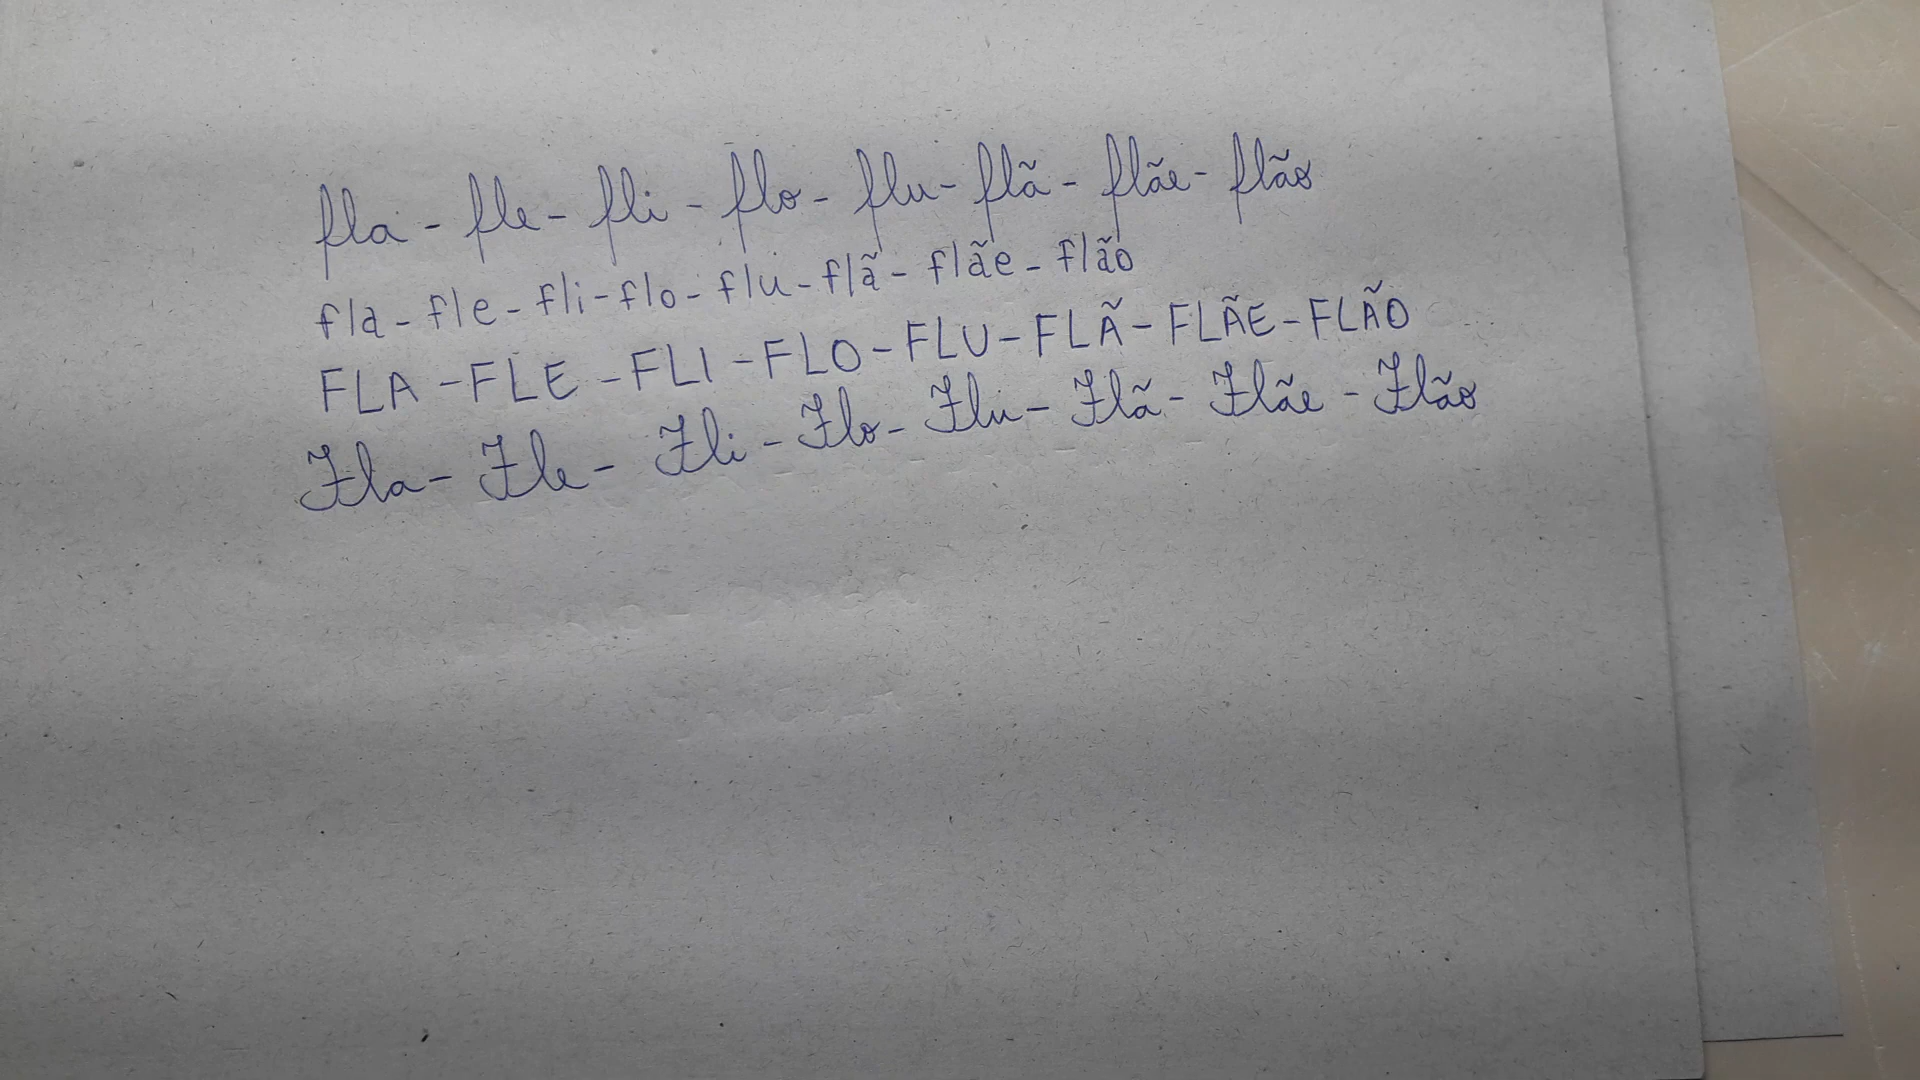 fla - fle - fli - flo - flu - flã - flãe - flão
fla - fle - fli - flo - flu - flã - flãe - flão
FLA - FLE - FLI - FLO - FLU - FLÃ - FLÃE - FLÃO
Fla - Fle - Fli - Flo - Flu - Flã - Flãe - Flão